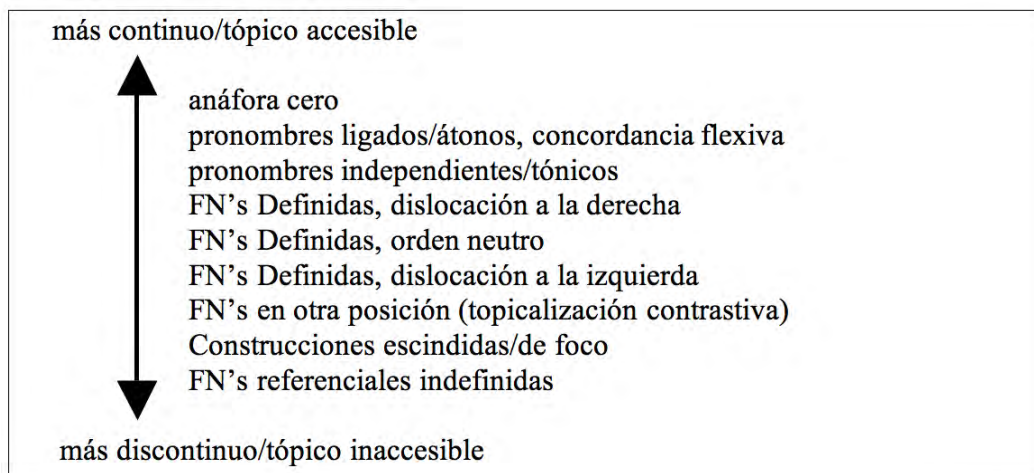 más continuo/tópico accesible
anáfora cero
pronombres ligados/átonos, concordancia flexiva
pronombres independientes/tónicos
FN’s Definidas, dislocación a la derecha
FN’s Definidas, orden neutro
FN’s Definidas, dislocación a la izquierda
FN’s en otra posición (topicalización contrastiva)
Construcciones escindidas/de foco
FN’s referenciales indefinidas
más discontinuo/tópico inaccesible